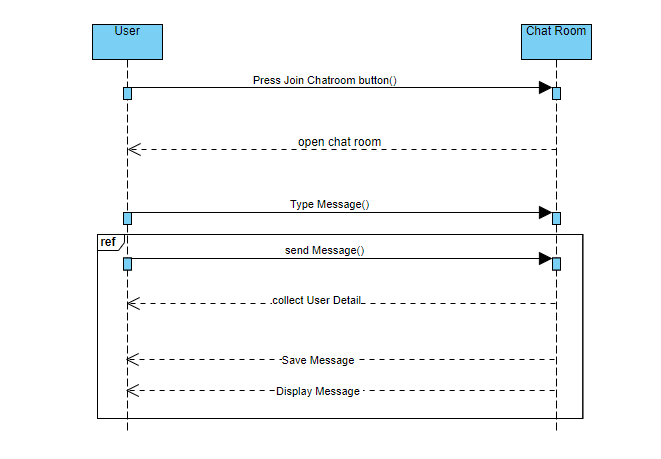 User
Chat Room
Press Join Chatroom button()
open chat room
Type Message()
ref
send Message()
collect User Detail
Save Message
Display Message